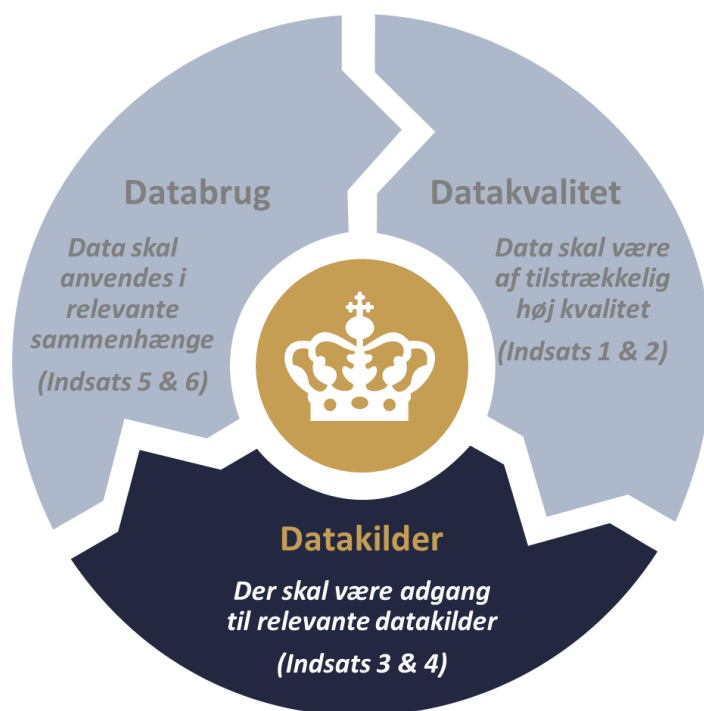 Databrug
Data skal
anvendes i
relevante
sammenhænge
(Indsats 5 & 6)
Datakvalitet
Data skal være
af tilstrækkelig
høj kvalitet
(Indsats 1 & 2)
Datakilder
Der skal være adgang
til relevante datakilder
(Indsats 3 & 4)